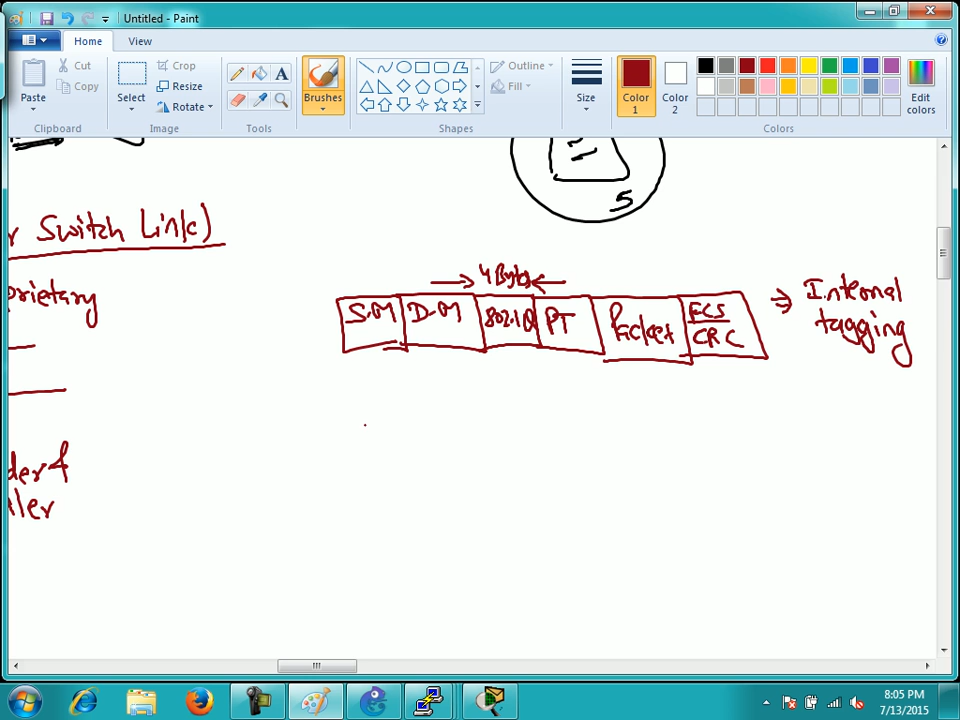 Untitled - Paint
Home
View
Paste
Cut
Copy
Clipboard
Select
Crop
Resize
Rotate
Image
Tools
Brushes
Shapes
Outline
Fill
Size
Color 1
Color 2
Edit colors
Colors
5
r Switch Link)
prietary
4 Bytes
S.M D.M 802.1Q PT Packet FCS/CRC
⇒ Internal
tagging
der &
iler
8:05 PM
7/13/2015